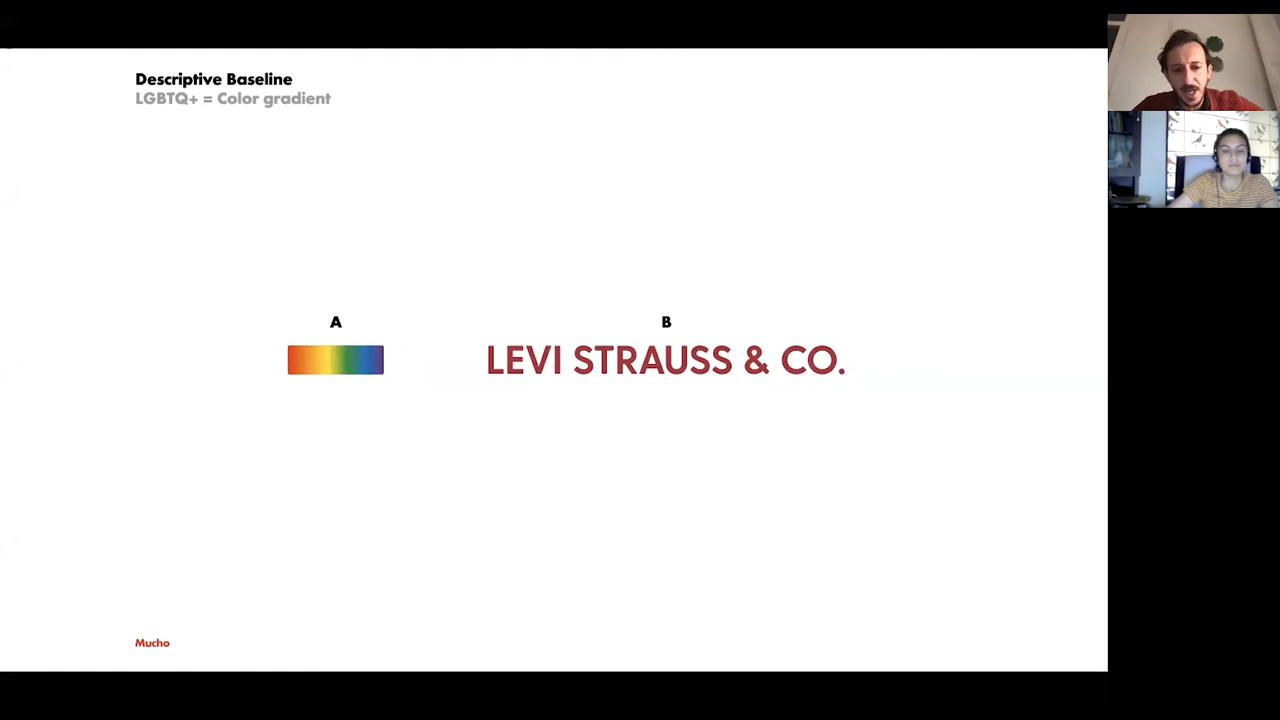 Descriptive Baseline
LGBTQ+ = Color gradient
A
B
LEVI STRAUSS & CO.
Mucho